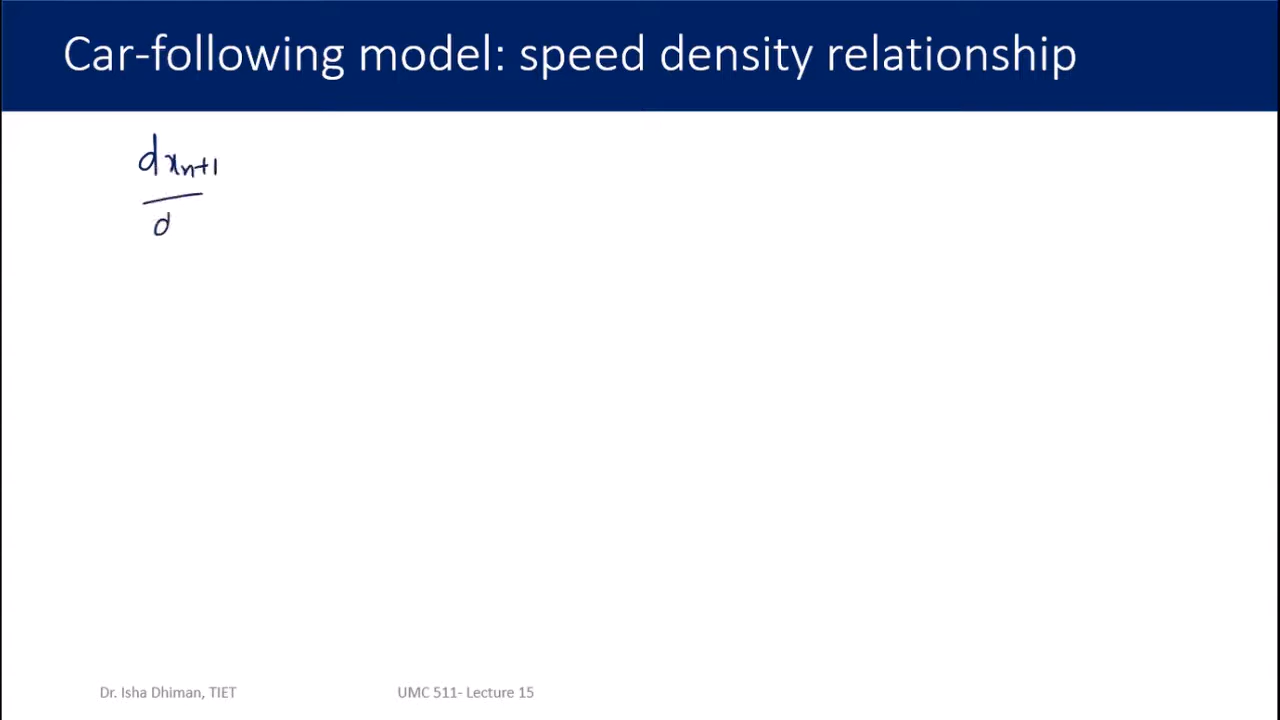 Car-following model: speed density relationship
dxn+1
d
Dr. Isha Dhiman, TIET
UMC 511- Lecture 15